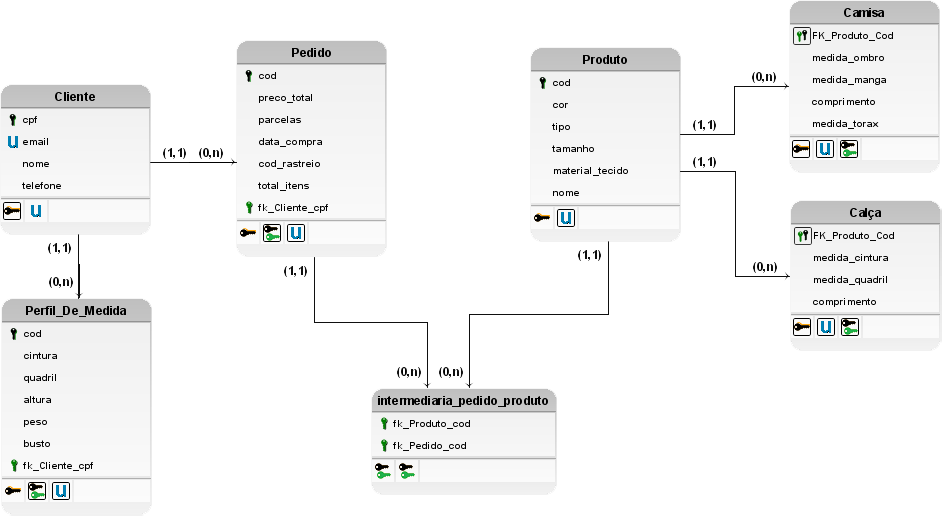 Cliente
cpf
email
nome
telefone
(1,1)
(0,n)
(1,1)
(0,n)
Pedido
cod
preco_total
parcelas
data_compra
cod_rastreio
total_itens
fk_Cliente_cpf
(1,1)
(0,n)
Perfil_De_Medida
cod
cintura
quadril
altura
peso
busto
fk_Cliente_cpf
Produto
cod
cor
tipo
tamanho
material_tecido
nome
(1,1)
(0,n)
(1,1)
(0,n)
(1,1)
(0,n)
Camisa
FK_Produto_Cod
medida_ombro
medida_manga
comprimento
medida_torax
Calça
FK_Produto_Cod
medida_cintura
medida_quadril
comprimento
intermediaria_pedido_produto
fk_Produto_cod
fk_Pedido_cod